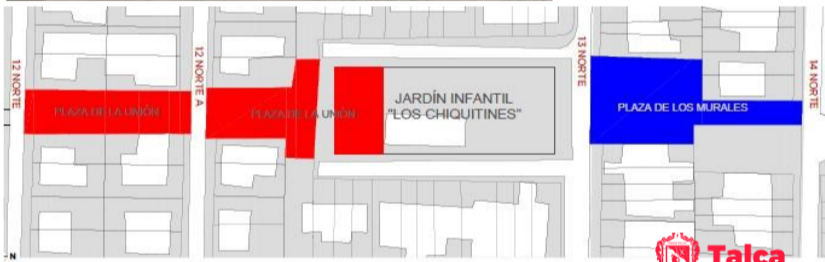 12 NORTE
PLAZA DE LA UNIÓN
12 NORTE A
PLAZA DE LA UNIÓN
JARDÍN INFANTIL
"LOS CHIQUITINES"
13 NORTE
PLAZA DE LOS MURALES
14 NORTE
N
Talca